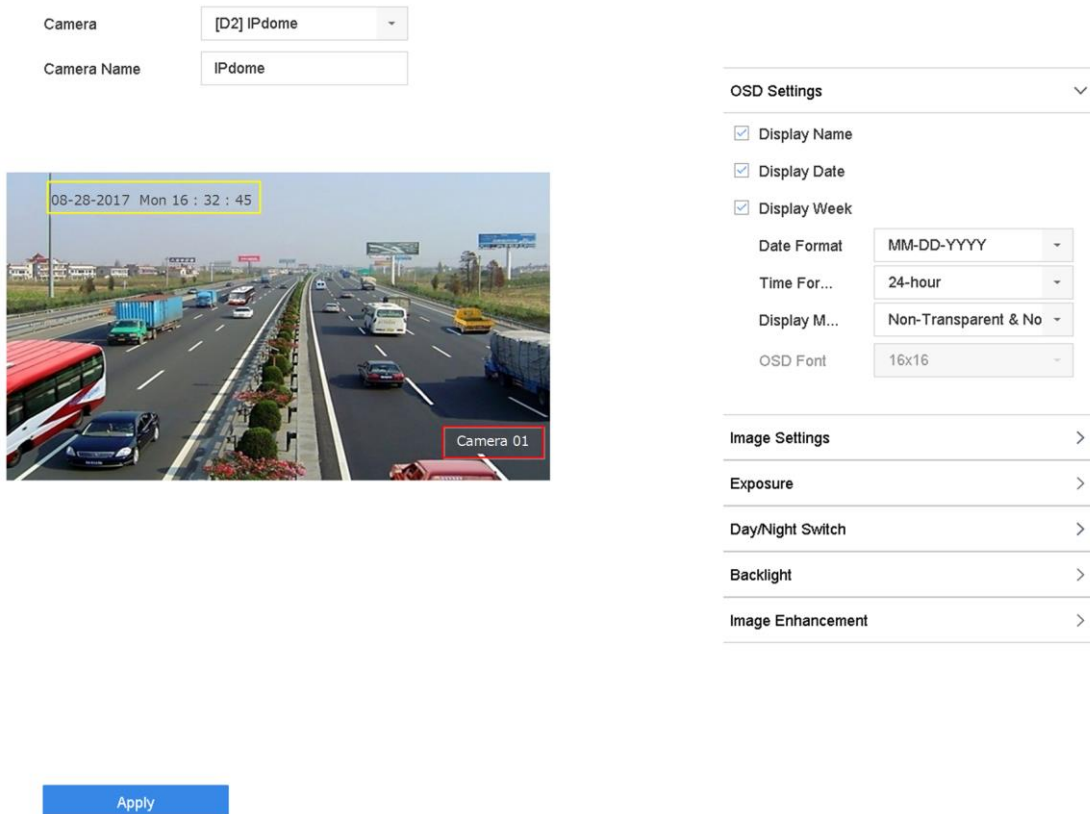 Camera
[D2] IPdome
Camera Name
IPdome
08-28-2017 Mon 16 : 32 : 45
Camera 01
Apply
OSD Settings
Display Name
Display Date
Display Week
Date Format
MM-DD-YYYY
Time For...
24-hour
Display M...
Non-Transparent & No
OSD Font
16x16
Image Settings
Exposure
Day/Night Switch
Backlight
Image Enhancement